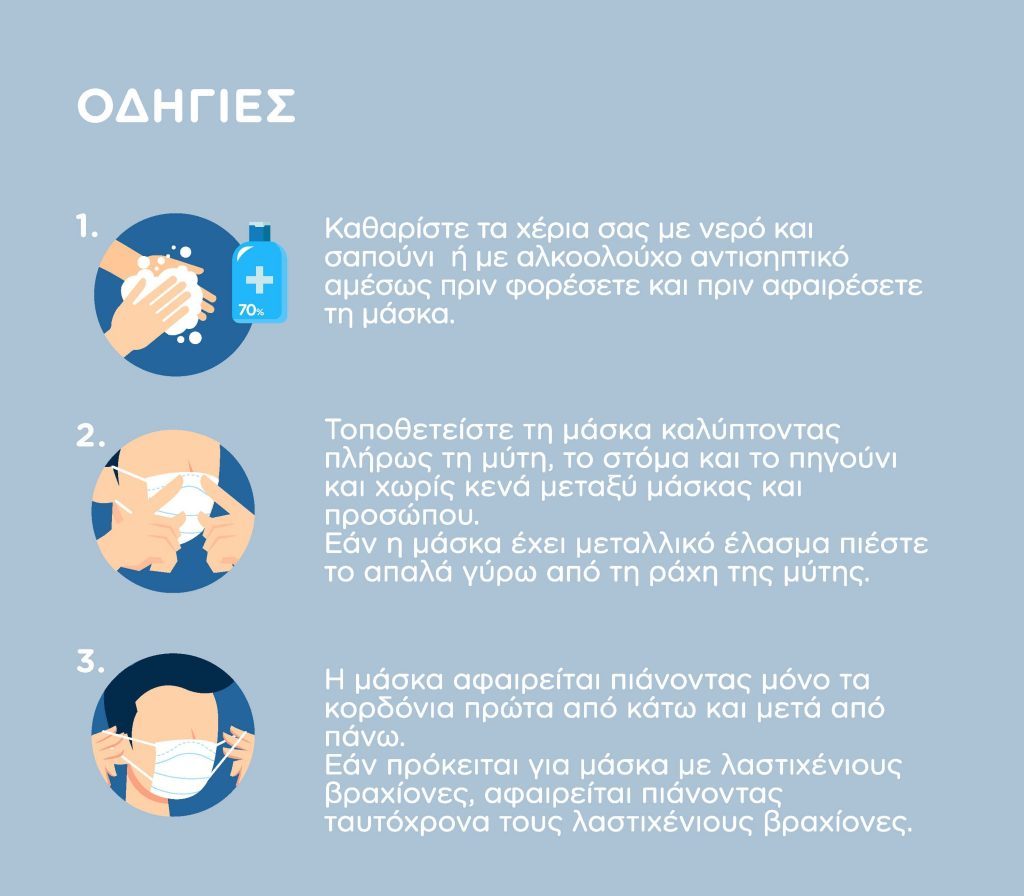 ΟΔΗΓΙΕΣ
1.
70%
Καθαρίστε τα χέρια σας με νερό και
σαπούνι ή με αλκοολούχο αντισηπτικό
αμέσως πριν φορέσετε και πριν αφαιρέσετε
τη μάσκα.
2.
Τοποθετείστε τη μάσκα καλύπτοντας
πλήρως τη μύτη, το στόμα και το πηγούνι
και χωρίς κενά μεταξύ μάσκας και
προσώπου.
Εάν η μάσκα έχει μεταλλικό έλασμα πιέστε
το απαλά γύρω από τη ράχη της μύτης.
3.
Η μάσκα αφαιρείται πιάνοντας μόνο τα
κορδόνια πρώτα από κάτω και μετά από
πάνω.
Εάν πρόκειται για μάσκα με λαστιχένιους
βραχίονες, αφαιρείται πιάνοντας
ταυτόχρονα τους λαστιχένιους βραχίονες.